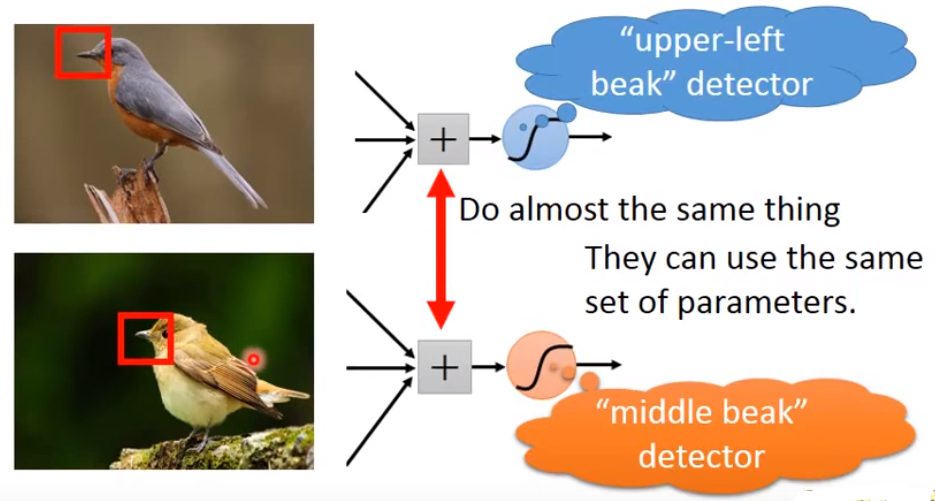 “upper-left
beak” detector
+
Do almost the same thing
They can use the same
set of parameters.
+
“middle beak”
detector